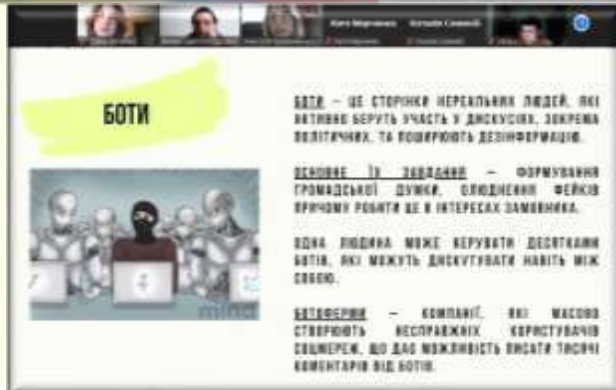 Катя Марченко
БОТИ
БОТИ – ЦЕ СТОРІНКИ НЕРЕАЛЬНИХ ЛЮДЕЙ, ЯКІ
АКТИВНО БЕРУТЬ УЧАСТЬ У ДИСКУСІЯХ, ЗОКРЕМА
ПОЛІТИЧНИХ, ТА ПОШИРЮЮТЬ ДЕЗІНФОРМАЦІЮ.
ОСНОВНЕ ЇХ ЗАВДАННЯ – ФОРМУВАННЯ
ГРОМАДСЬКОЇ ДУМКИ, ОЛЮДНЕННЯ ФЕЙКІВ
ПРИЧОМУ РОБИТИ ЦЕ В ІНТЕРЕСАХ ЗАМОВНИКА.
ОДНА ЛЮДИНА МОЖЕ КЕРУВАТИ ДЕСЯТКАМИ
БОТІВ, ЯКІ МОЖУТЬ ДИСКУТУВАТИ НАВІТЬ МІЖ
СОБОЮ.
БОТОФЕРМИ – КОМПАНІЇ, ЯКІ МАСОВО
СТВОРЮЮТЬ НЕСПРАВЖНІХ КОРИСТУВАЧІВ
СОЦМЕРЕЖ, ЩО ДАЄ МОЖЛИВІСТЬ ПИСАТИ ТИСЯЧІ
КОМЕНТАРІВ ВІД БОТІВ.
mind